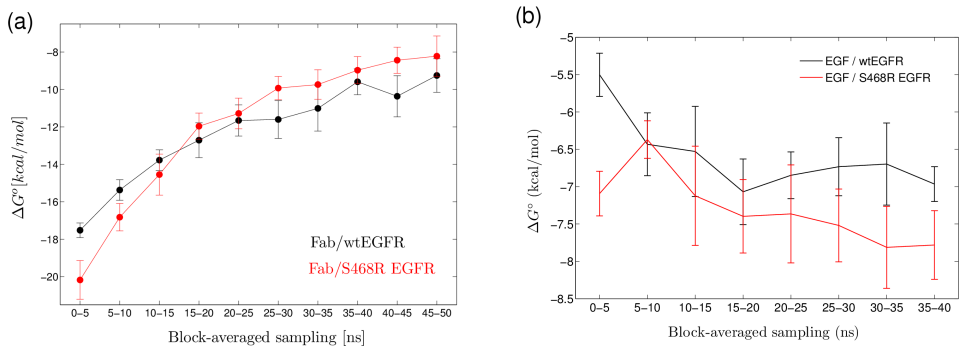 (a)
ΔG° [kcal/mol]
−8
−10
−12
−14
−16
−18
−20
Fab/wtEGFR
Fab/S468R EGFR
0−5 5−10 10−15 15−20 20−25 25−30 30−35 35−40 40−45 45−50
Block-averaged sampling [ns]
(b)
ΔG° (kcal/mol)
−5
−5.5
−6
−6.5
−7
−7.5
−8
−8.5
EGF / wtEGFR
EGF / S468R EGFR
0−5 5−10 10−15 15−20 20−25 25−30 30−35 35−40
Block-averaged sampling (ns)